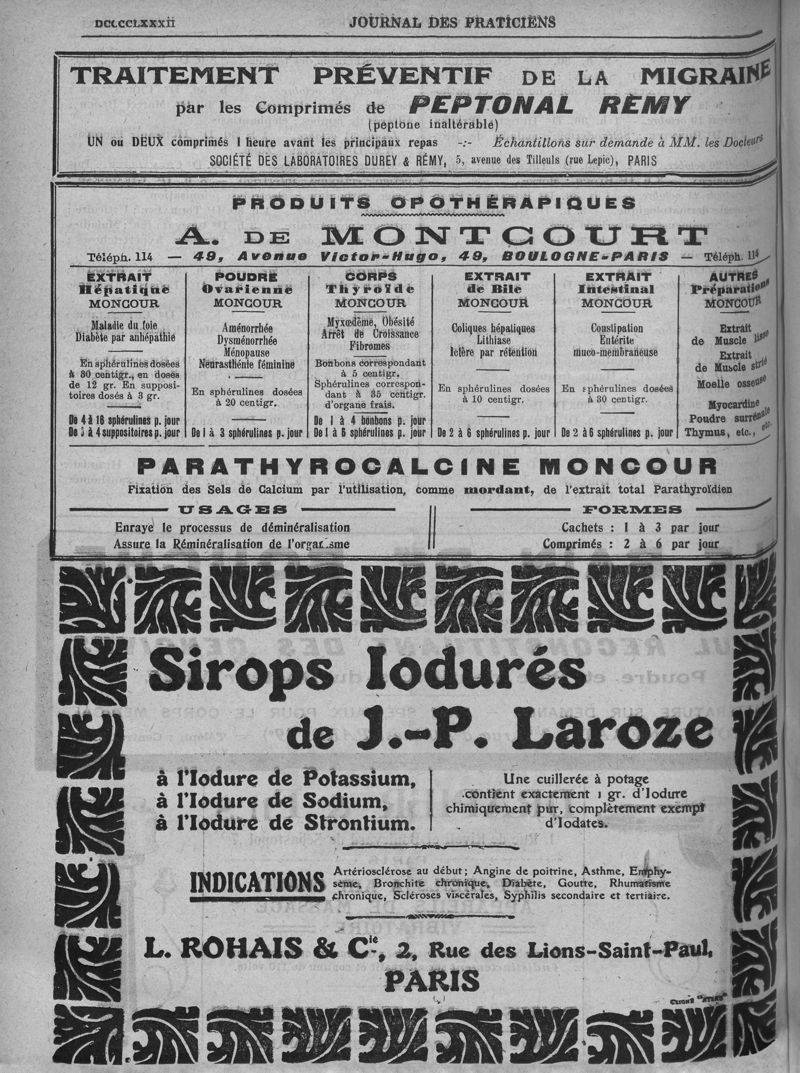 DCCCCLXXXII
JOURNAL DES PRATICIENS
TRAITEMENT PRÉVENTIF DE LA MIGRAINE
par les Comprimés de PEPTONAL RÉMY
(peptone inaltérable)
UN ou DEUX comprimés 1 heure avant les principaux repas -:- Échantillons sur demande à MM. les Docteurs
SOCIÉTÉ DES LABORATOIRES DUREY & RÉMY, 5, avenue des Tilleuls (rue Lepic), PARIS
PRODUITS OPOTHÉRAPIQUES
A. DE MONTCOURT
Téléph. 114 — 49, Avenue Victor-Hugo, 49, BOULOGNE-PARIS — Téléph. 114
EXTRAIT
Hépatique
MONCOUR
Maladie du foie
Diabète par anhépathie
En sphérulines dosées
à 30 centigr., en doses
de 12 gr. En supposi-
toires dosés à 3 gr.
De 4 à 16 sphérulines p. jour
De 2 à 4 suppositoires p. jour
POUDRE
Ovarienne
MONCOUR
Aménorrhée
Dysménorrhée
Ménopause
Neurasthénie féminine
En sphérulines dosées
à 20 centigr.
De 1 à 3 sphérulines p. jour
CORPS
Thyroïde
MONCOUR
Myxœdème, Obésité
Arrêt de Croissance
Fibromes
Bonbons correspondant
à 5 centigr.
Sphérulines correspon-
dant à 35 centigr.
d'organe frais.
De 1 à 4 bonbons p. jour
De 1 à 6 sphérulines p. jour
EXTRAIT
de Bile
MONCOUR
Coliques hépatiques
Lithiase
Ictère par rétention
En sphérulines dosées
à 10 centigr.
De 2 à 6 sphérulines p. jour
EXTRAIT
Intestinal
MONCOUR
Constipation
Entérite
muco-membraneuse
En sphérulines dosées
à 30 centigr.
De 2 à 6 sphérulines p. jour
AUTRES
Préparations
MONCOUR
Extrait
de Muscle lisse
Extrait
de Muscle strié
Moelle osseuse
Myocardine
Poudre surrénale
Thymus, etc., etc.
PARATHYROCALCINE MONCOUR
Fixation des Sels de Calcium par l'utilisation, comme mordant, de l'extrait total Parathyroïdien
USAGES
Enraye le processus de déminéralisation
Assure la Réminéralisation de l'organisme
FORMES
Cachets : 1 à 3 par jour
Comprimés : 2 à 6 par jour
Sirops Iodurés
de J.-P. Laroze
à l'Iodure de Potassium,
à l'Iodure de Sodium,
à l'Iodure de Strontium.
Une cuillerée à potage
contient exactement 1 gr. d'Iodure
chimiquement pur, complètement exempt
d'Iodates.
INDICATIONS
Artériosclérose au début; Angine de poitrine, Asthme, Emphy-
sème, Bronchite chronique, Diabète, Goutte, Rhumatisme
chronique, Scléroses viscérales, Syphilis secondaire et tertiaire.
L. ROHAIS & Cie, 2, Rue des Lions-Saint-Paul,
PARIS